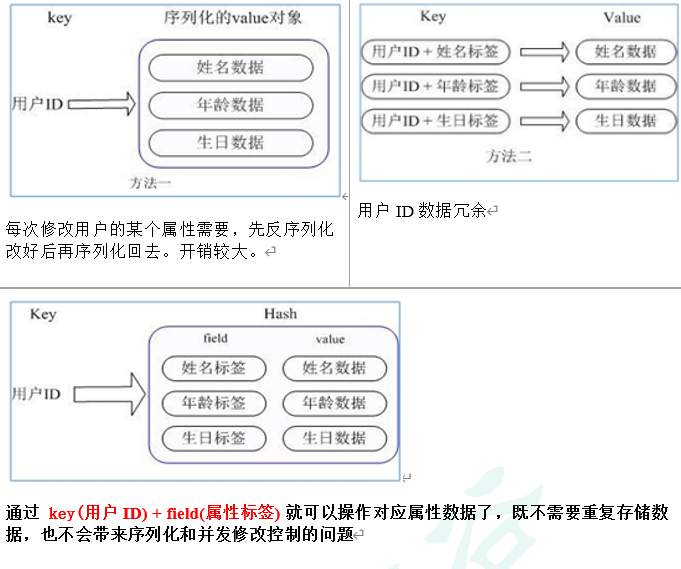 key 序列化的value对象
姓名数据
用户ID 年龄数据
生日数据
方法一
每次修改用户的某个属性需要，先反序列化
改好后再序列化回去。开销较大。
Key Value
用户ID + 姓名标签 姓名数据
用户ID + 年龄标签 年龄数据
用户ID + 生日标签 生日数据
方法二
用户 ID 数据冗余
Key Hash
field value
姓名标签 姓名数据
用户ID 年龄标签 年龄数据
生日标签 生日数据
通过 key(用户 ID) + field(属性标签) 就可以操作对应属性数据了，既不需要重复存储数
据，也不会带来序列化和并发修改控制的问题